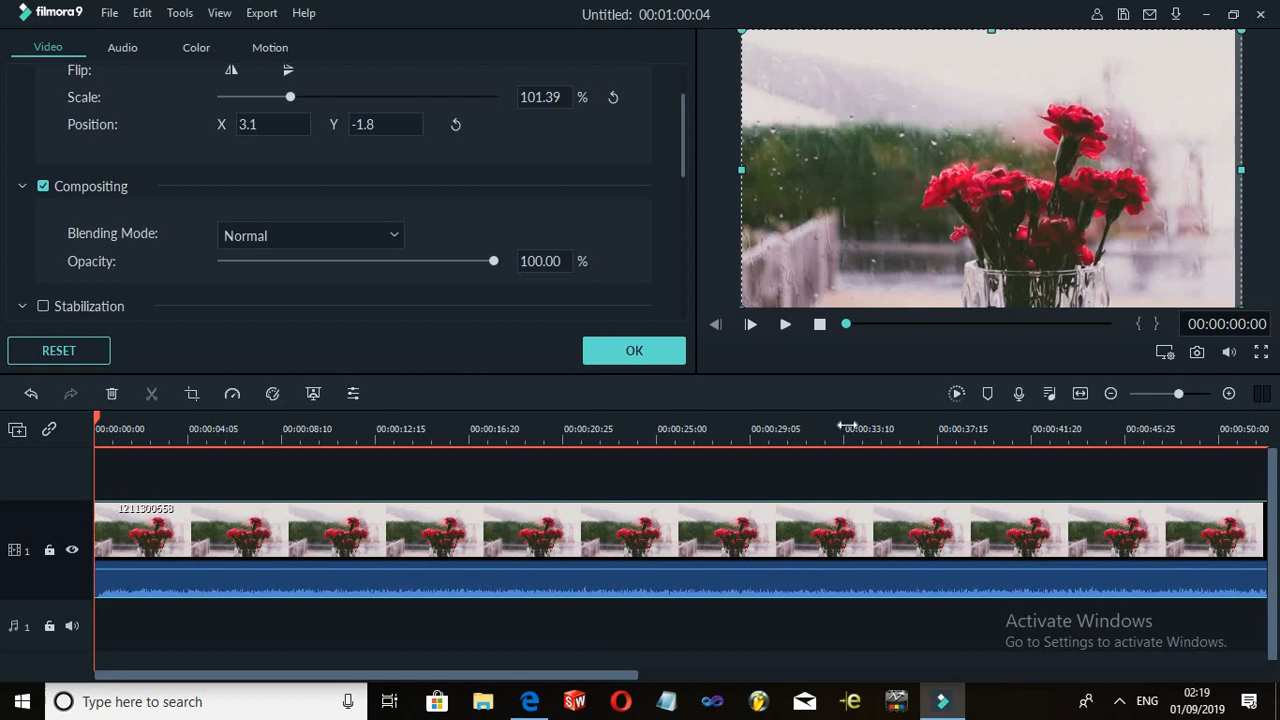 filmora9 File Edit Tools View Export Help Untitled: 00:01:00:04
Video Audio Color Motion
Flip:
Scale: 101.39 %
Position: X 3.1 Y -1.8
Compositing
Blending Mode: Normal
Opacity: 100.00 %
Stabilization
RESET OK
00:00:00:00
00:00:00:00 00:00:04:05 00:00:08:10 00:00:12:15 00:00:16:20 00:00:20:25 00:00:25:00 00:00:29:05 00:00:33:10 00:00:37:15 00:00:41:20 00:00:45:25 00:00:50:00
1211300558
1
1
Activate Windows
Go to Settings to activate Windows.
Type here to search
ENG
02:19
01/09/2019